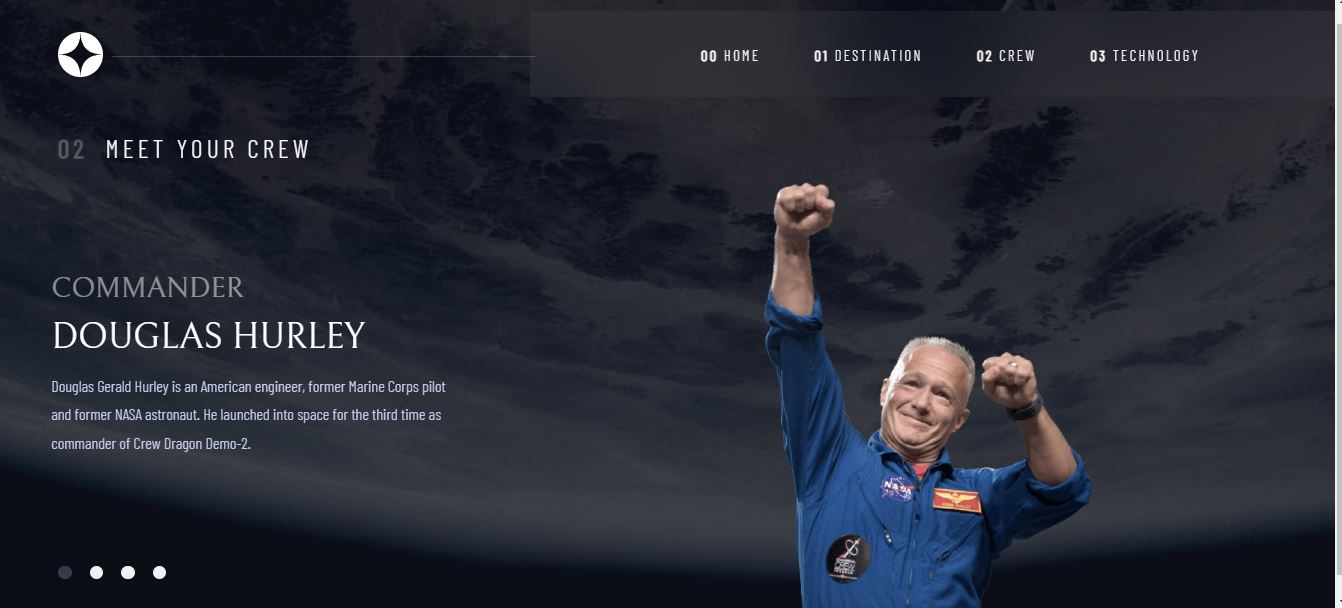 00 HOME 01 DESTINATION 02 CREW 03 TECHNOLOGY
02 MEET YOUR CREW
COMMANDER
DOUGLAS HURLEY
Douglas Gerald Hurley is an American engineer, former Marine Corps pilot
and former NASA astronaut. He launched into space for the third time as
commander of Crew Dragon Demo-2.
NASA